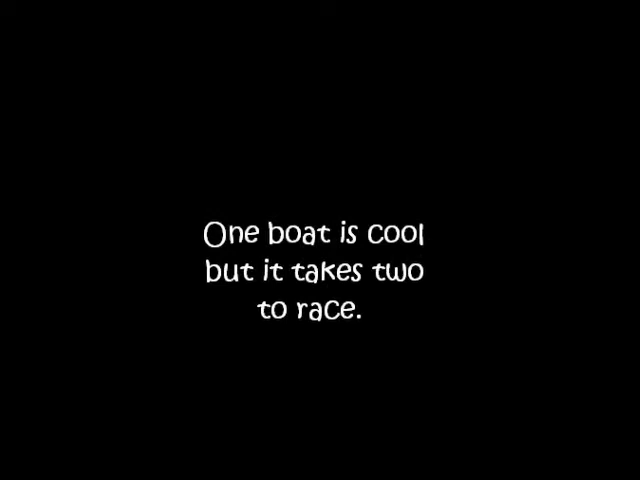 One boat is cool
but it takes two
to race.